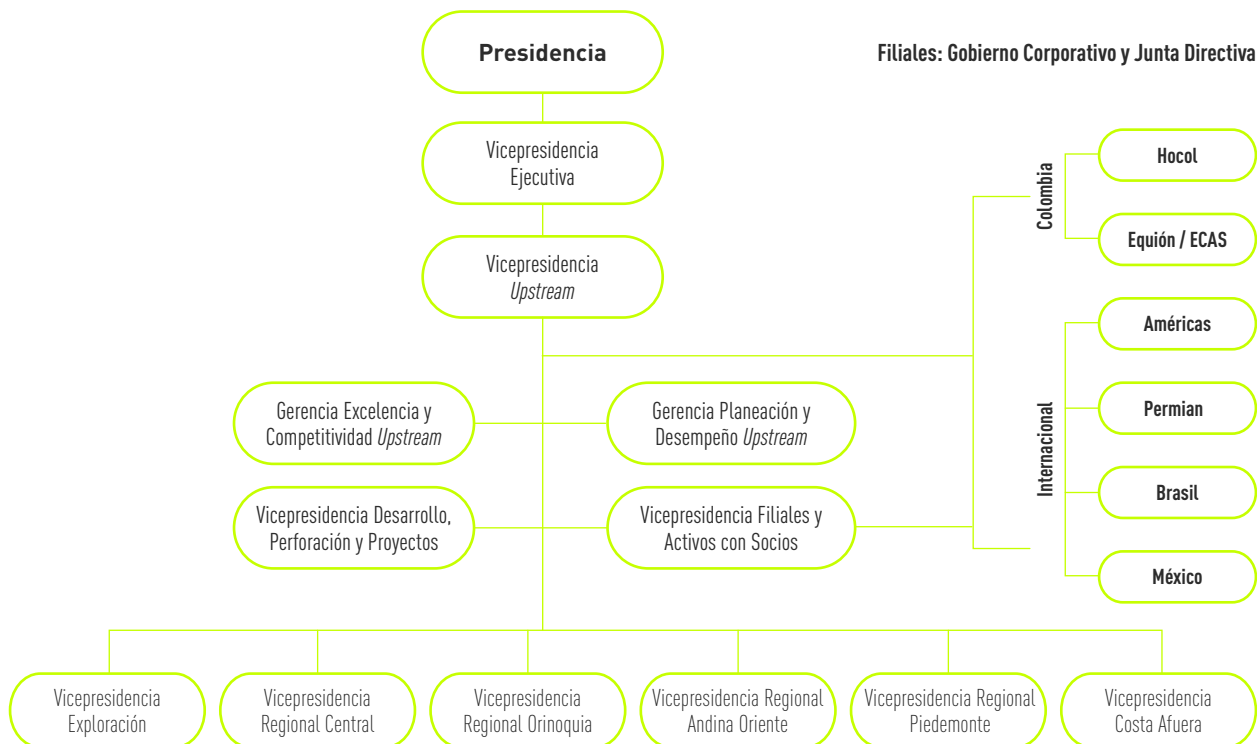 Presidencia
Filiales: Gobierno Corporativo y Junta Directiva
Vicepresidencia
Ejecutiva
Vicepresidencia
Upstream
Colombia
Hocol
Equión / ECAS
Internacional
Américas
Permian
Brasil
México
Gerencia Excelencia y
Competitividad Upstream
Gerencia Planeación y
Desempeño Upstream
Vicepresidencia Desarrollo,
Perforación y Proyectos
Vicepresidencia Filiales y
Activos con Socios
Vicepresidencia
Exploración
Vicepresidencia
Regional Central
Vicepresidencia
Regional Orinoquia
Vicepresidencia Regional
Andina Oriente
Vicepresidencia Regional
Piedemonte
Vicepresidencia
Costa Afuera